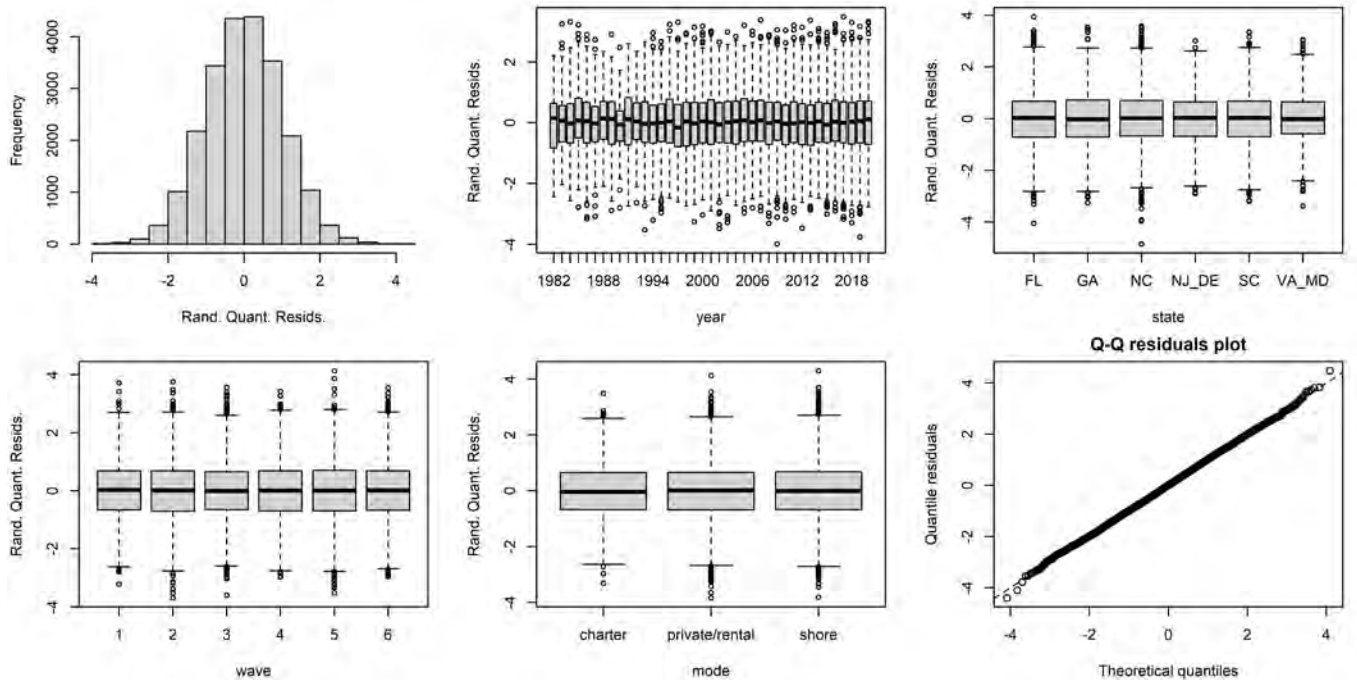 Frequency
0 1000 2000 3000 4000
-4 -2 0 2 4
Rand. Quant. Resids.
Rand. Quant. Resids.
-4 -2 0 2
1982 1988 1994 2000 2006 2012 2018
year
Rand. Quant. Resids.
-4 -2 0 2 4
FL GA NC NJ_DE SC VA_MD
state
Rand. Quant. Resids.
-4 -2 0 2 4
1 2 3 4 5 6
wave
Rand. Quant. Resids.
-4 -2 0 2 4
charter private/rental shore
mode
Q-Q residuals plot
Quantile residuals
-4 -2 0 2 4
-4 -2 0 2 4
Theoretical quantiles